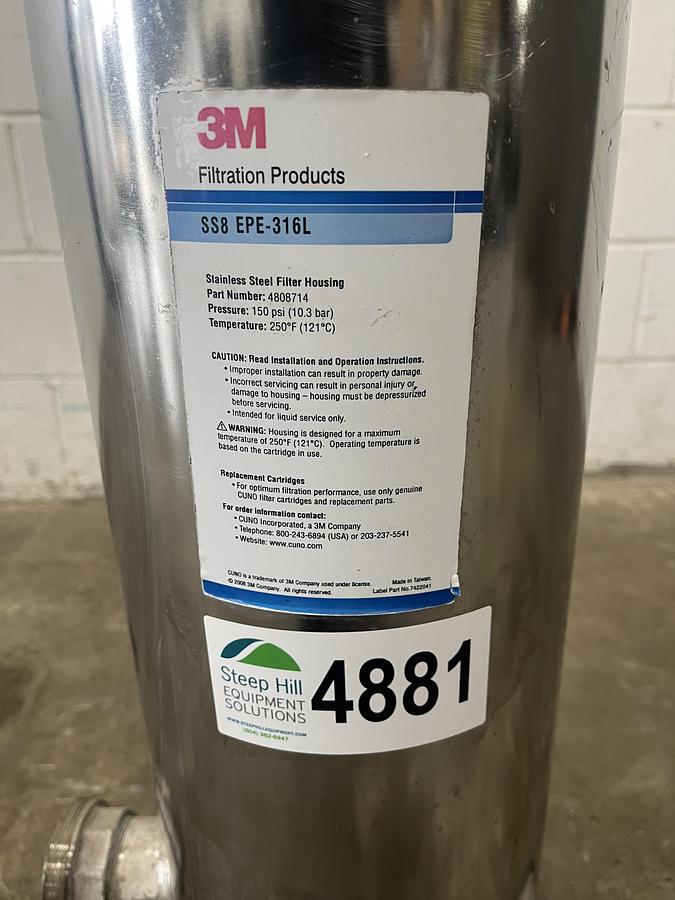 3M
Filtration Products
SS8 EPE-316L
Stainless Steel Filter Housing
Part Number: 4808714
Pressure: 150 psi (10.3 bar)
Temperature: 250°F (121°C)
CAUTION: Read Installation and Operation Instructions.
• Improper installation can result in property damage.
• Incorrect servicing can result in personal injury or
damage to housing – housing must be depressurized
before servicing.
• Intended for liquid service only.
⚠WARNING: Housing is designed for a maximum
temperature of 250°F (121°C). Operating temperature is
based on the cartridge in use.
Replacement Cartridges
• For optimum filtration performance, use only genuine
CUNO filter cartridges and replacement parts.
For order information contact:
• CUNO Incorporated, a 3M Company
• Telephone: 800-243-6894 (USA) or 203-237-5541
• Website: www.cuno.com
CUNO is a trademark of 3M Company used under license.
© 2008 3M Company. All rights reserved.
Made in Taiwan.
Label Part No.7422041
Steep Hill
EQUIPMENT
SOLUTIONS
WWW.STEEPHILLEQUIPMENT.COM
(604) 362-6947
4881